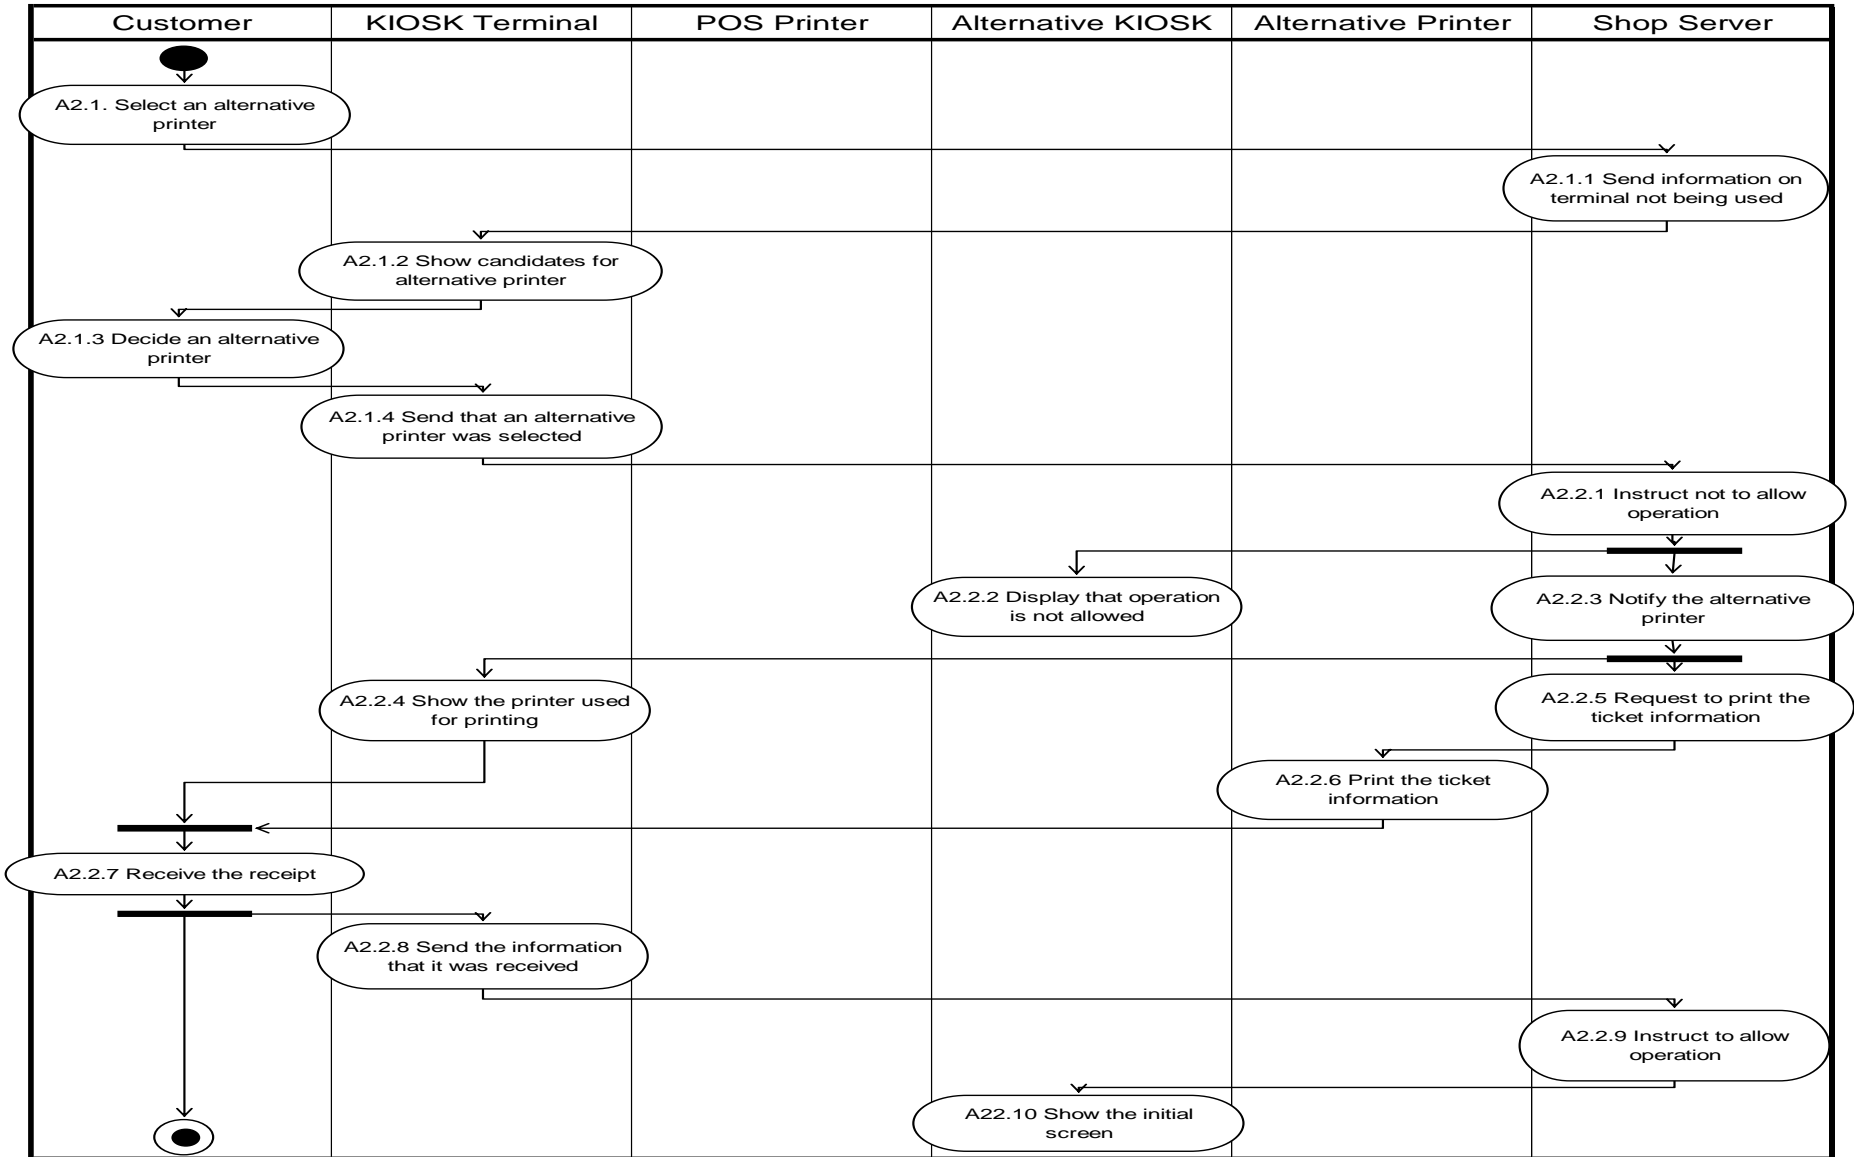 Customer
KIOSK Terminal
POS Printer
Alternative KIOSK
Alternative Printer
Shop Server
A2.1. Select an alternative
printer
A2.1.1 Send information on
terminal not being used
A2.1.2 Show candidates for
alternative printer
A2.1.3 Decide an alternative
printer
A2.1.4 Send that an alternative
printer was selected
A2.2.1 Instruct not to allow
operation
A2.2.2 Display that operation
is not allowed
A2.2.3 Notify the alternative
printer
A2.2.4 Show the printer used
for printing
A2.2.5 Request to print the
ticket information
A2.2.6 Print the ticket
information
A2.2.7 Receive the receipt
A2.2.8 Send the information
that it was received
A2.2.9 Instruct to allow
operation
A22.10 Show the initial
screen